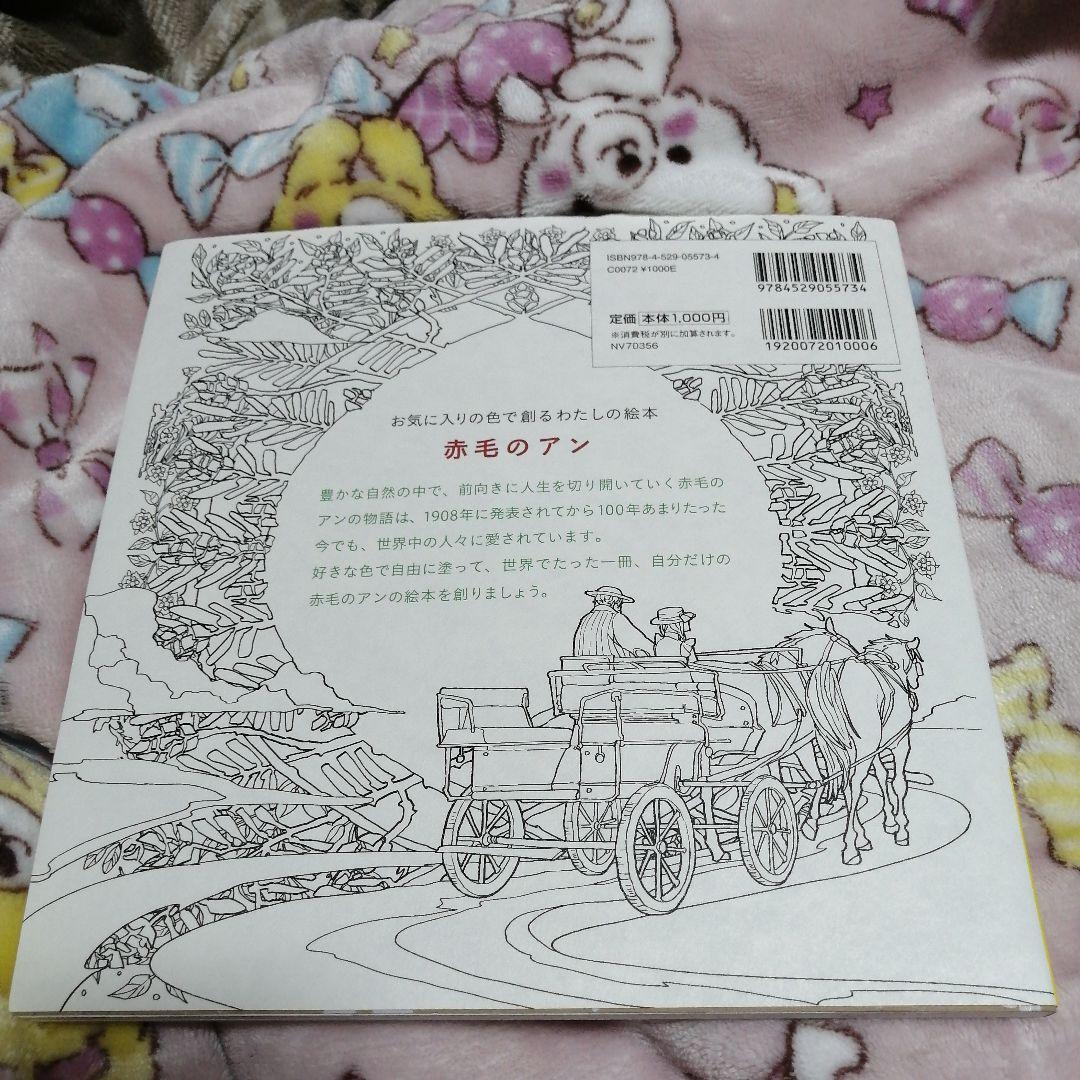 ISBN978-4-529-05573-4
C0072 ¥1000E
9784529055734
定価 本体1,000円
※消費税が別に加算されます。
NV70356
1920072010006
お気に入りの色で創るわたしの絵本
赤毛のアン
豊かな自然の中で、前向きに人生を切り開いていく赤毛の
アンの物語は、1908年に発表されてから100年あまりたった
今でも、世界中の人々に愛されています。
好きな色で自由に塗って、世界でたった一冊、自分だけの
赤毛のアンの絵本を創りましょう。